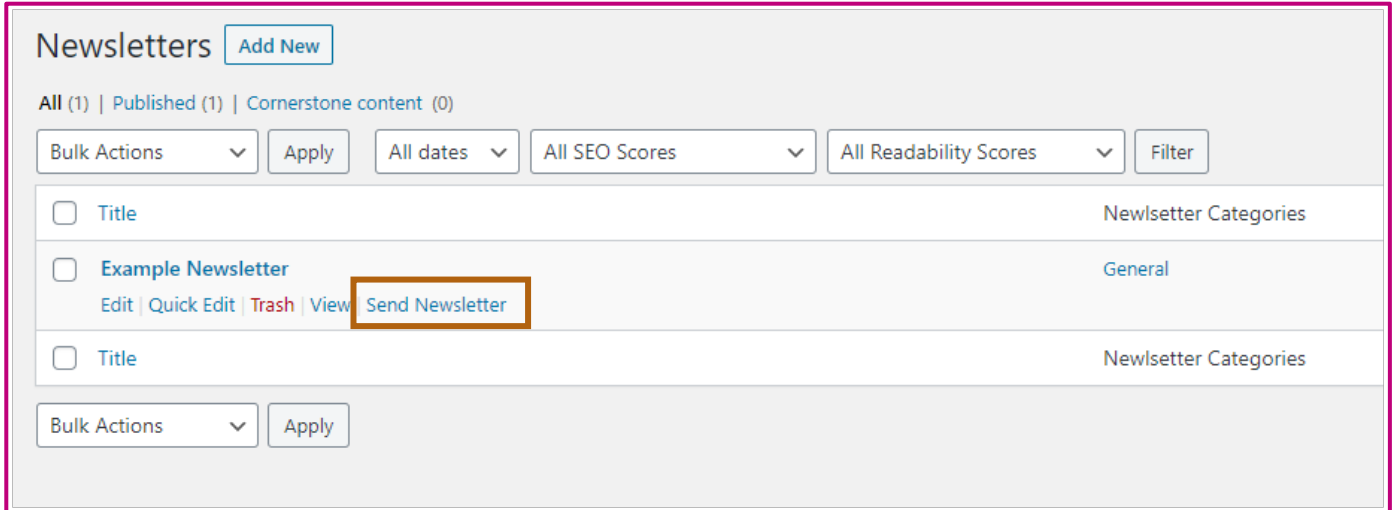 Newsletters Add New
All (1) | Published (1) | Cornerstone content (0)
Bulk Actions Apply All dates All SEO Scores All Readability Scores Filter
Title Newlsetter Categories
Example Newsletter General
Edit | Quick Edit | Trash | View | Send Newsletter
Title Newlsetter Categories
Bulk Actions Apply